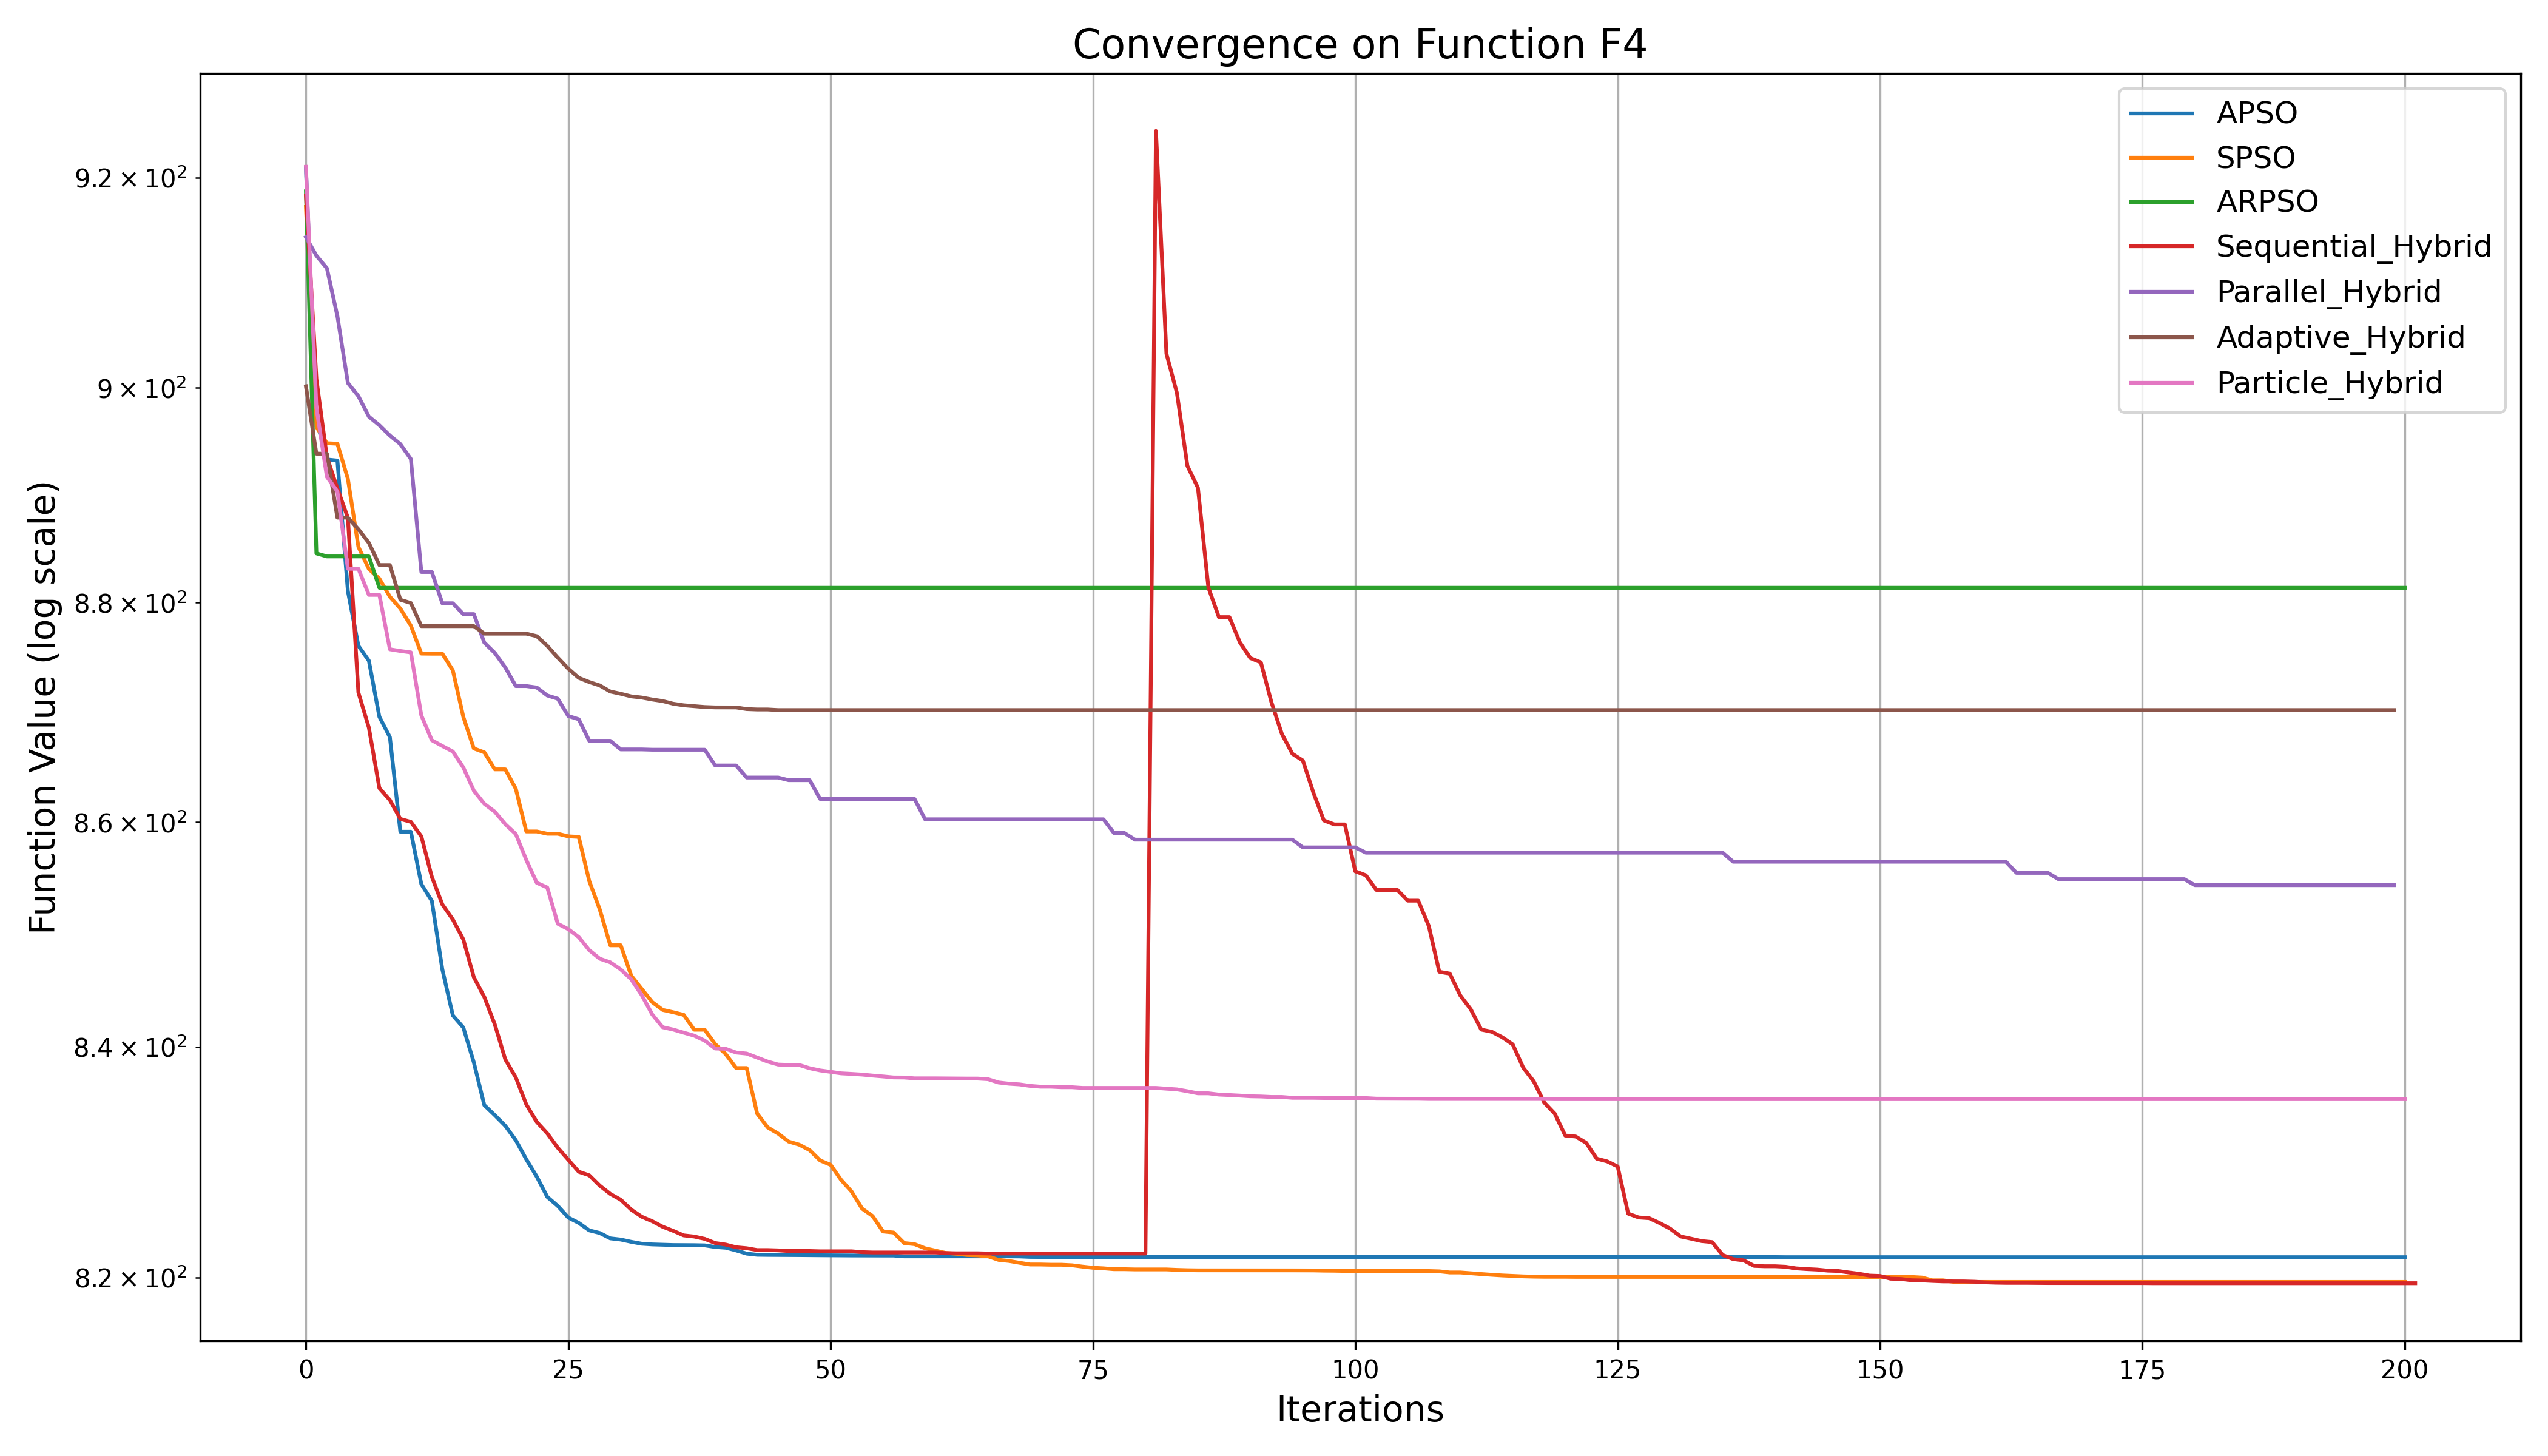 Convergence on Function F4
Function Value (log scale)
9.2 × 10²
9 × 10²
8.8 × 10²
8.6 × 10²
8.4 × 10²
8.2 × 10²
APSO
SPSO
ARPSO
Sequential_Hybrid
Parallel_Hybrid
Adaptive_Hybrid
Particle_Hybrid
0 25 50 75 100 125 150 175 200
Iterations